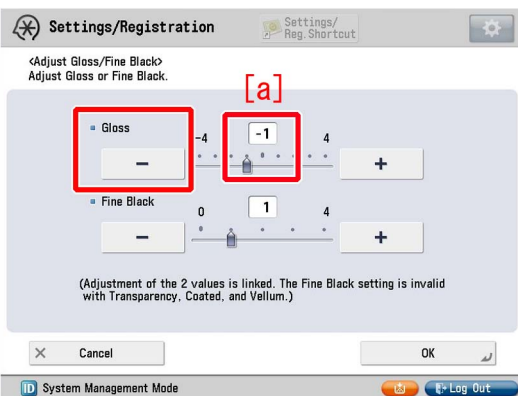 Settings/Registration
Settings/
Reg.Shortcut
<Adjust Gloss/Fine Black>
Adjust Gloss or Fine Black.
[a]
Gloss
-4 -1 4
− +
Fine Black
0 1 4
− +
(Adjustment of the 2 values is linked. The Fine Black setting is invalid
with Transparency, Coated, and Vellum.)
Cancel OK
ID System Management Mode Log Out